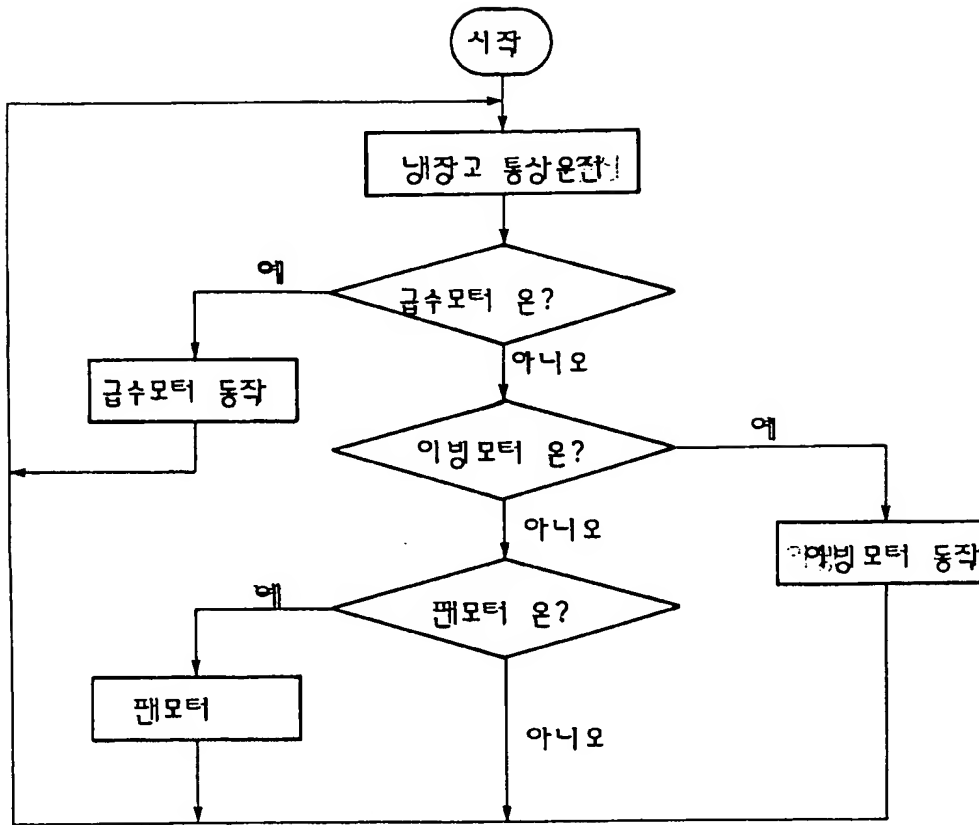 시작
냉장고 통상운전
예
급수모터 온?
아니오
급수모터 동작
예
이빙모터 온?
아니오
이빙모터 동작
예
팬모터 온?
팬모터
아니오